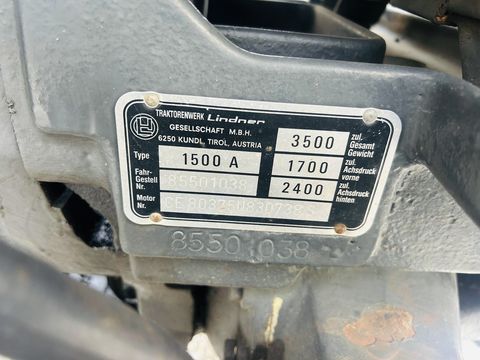 TRAKTORENWERK Lindner
GESELLSCHAFT M.B.H.
6250 KUNDL, TIROL, AUSTRIA
Type 1500 A
Fahr-
Gestell
Nr. 85501038
Motor
Nr.
3500 zul. Gesamt Gewicht
1700 zul. Achsdruck vorne
2400 zul. Achsdruck hinten
85501038